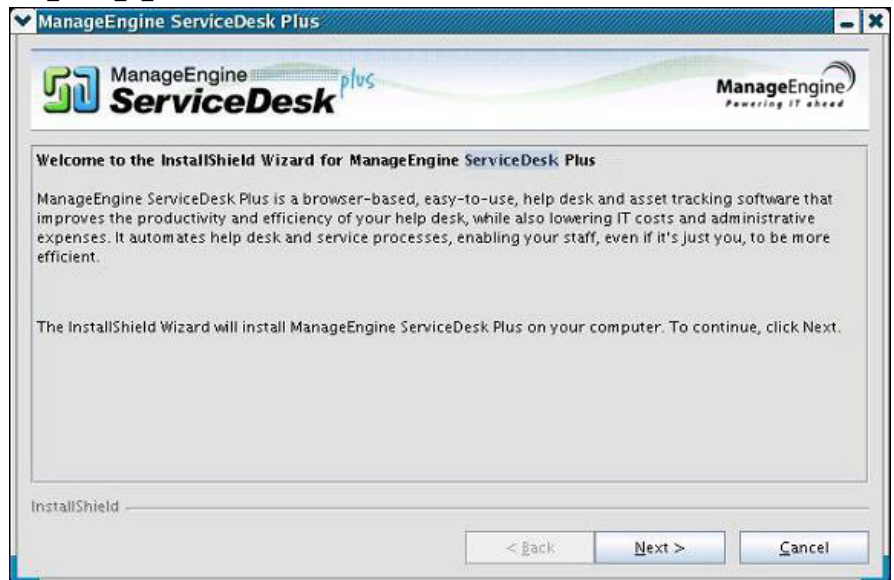 ManageEngine ServiceDesk Plus
ManageEngine
ServiceDesk plus
ManageEngine
Powering IT ahead
Welcome to the InstallShield Wizard for ManageEngine ServiceDesk Plus
ManageEngine ServiceDesk Plus is a browser-based, easy-to-use, help desk and asset tracking software that
improves the productivity and efficiency of your help desk, while also lowering IT costs and administrative
expenses. It automates help desk and service processes, enabling your staff, even if it's just you, to be more
efficient.
The InstallShield Wizard will install ManageEngine ServiceDesk Plus on your computer. To continue, click Next.
InstallShield
< Back
Next >
Cancel